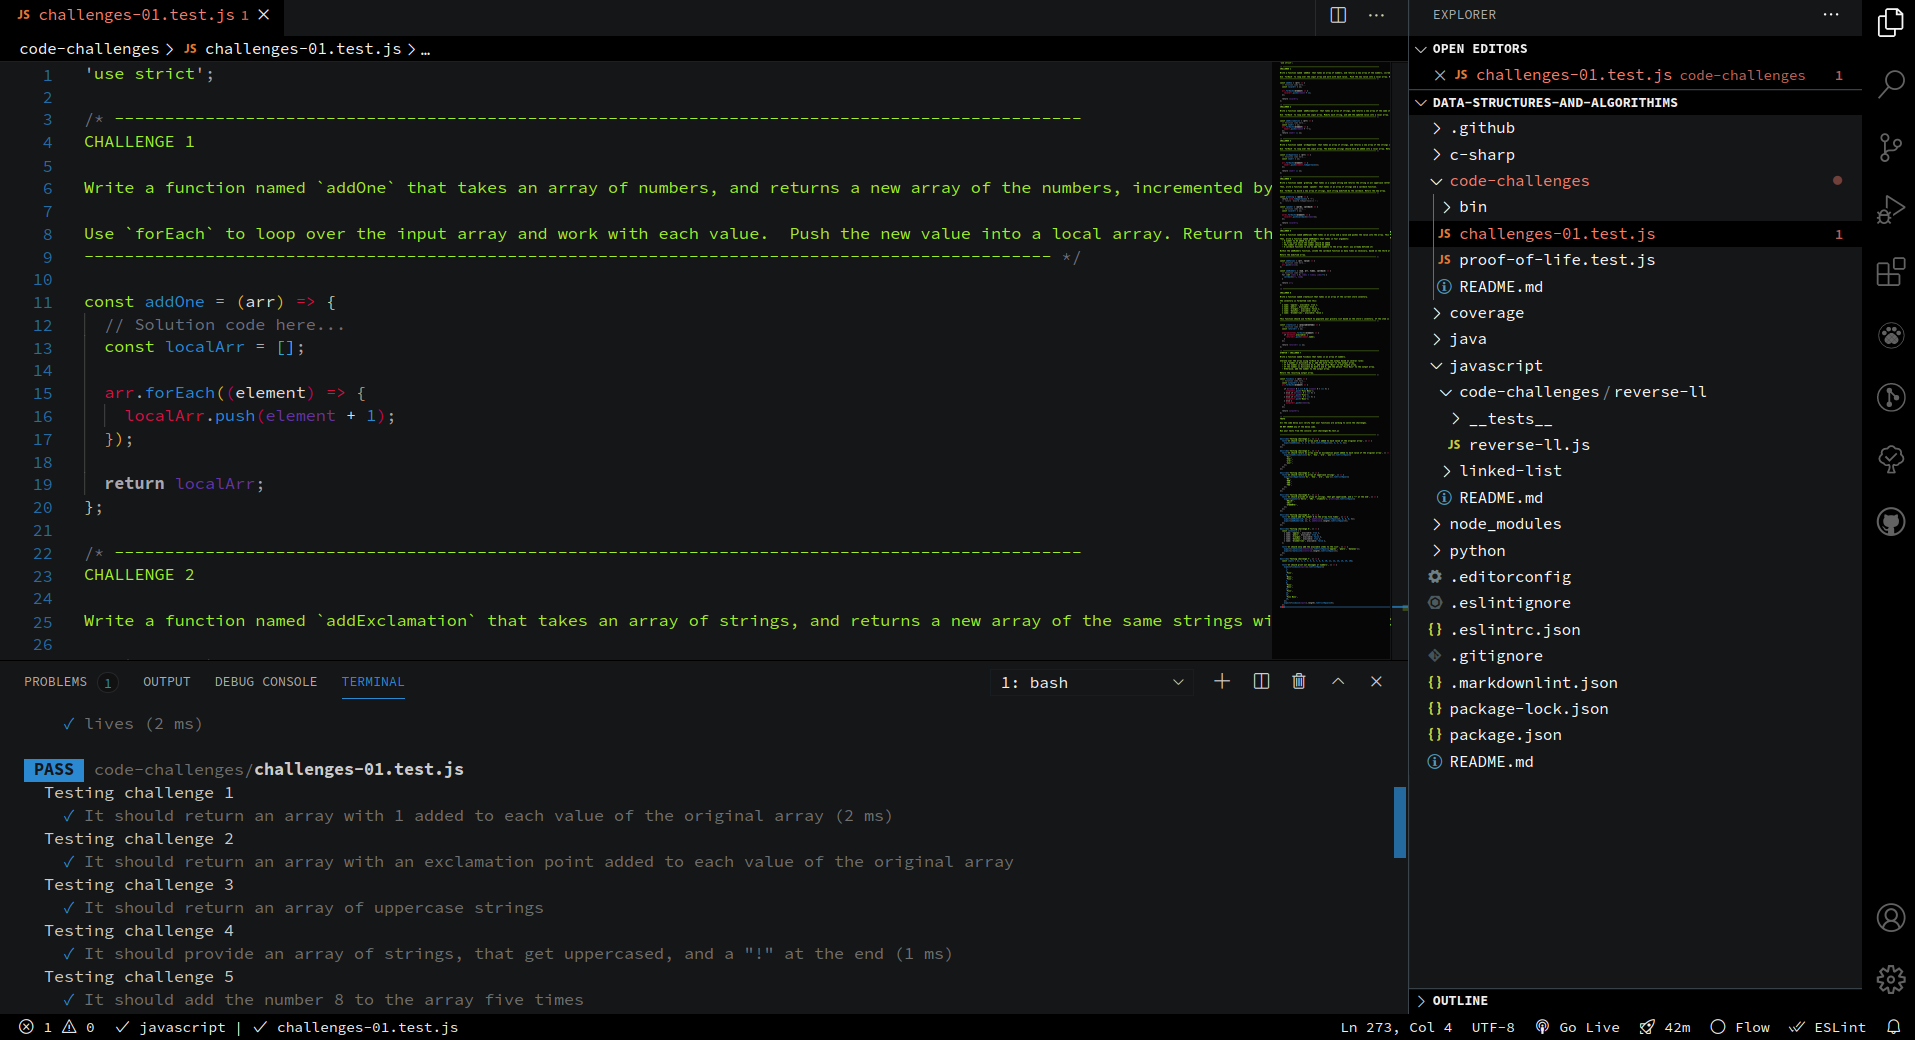 JS challenges-01.test.js 1
code-challenges > JS challenges-01.test.js > …
1 'use strict';
2
3 /* ------------------------------------------------------------------------------------------------
4 CHALLENGE 1
5
6 Write a function named `addOne` that takes an array of numbers, and returns a new array of the numbers, incremented by
7
8 Use `forEach` to loop over the input array and work with each value.  Push the new value into a local array. Return th
9 ------------------------------------------------------------------------------------------------ */
10
11 const addOne = (arr) => {
12 // Solution code here...
13 const localArr = [];
14
15 arr.forEach((element) => {
16 localArr.push(element + 1);
17 });
18
19 return localArr;
20 };
21
22 /* ------------------------------------------------------------------------------------------------
23 CHALLENGE 2
24
25 Write a function named `addExclamation` that takes an array of strings, and returns a new array of the same strings wi
26
PROBLEMS 1 OUTPUT DEBUG CONSOLE TERMINAL
1: bash
✓ lives (2 ms)
PASS code-challenges/challenges-01.test.js
Testing challenge 1
✓ It should return an array with 1 added to each value of the original array (2 ms)
Testing challenge 2
✓ It should return an array with an exclamation point added to each value of the original array
Testing challenge 3
✓ It should return an array of uppercase strings
Testing challenge 4
✓ It should provide an array of strings, that get uppercased, and a "!" at the end (1 ms)
Testing challenge 5
✓ It should add the number 8 to the array five times
EXPLORER
OPEN EDITORS
JS challenges-01.test.js code-challenges 1
DATA-STRUCTURES-AND-ALGORITHIMS
.github
c-sharp
code-challenges
bin
JS challenges-01.test.js 1
JS proof-of-life.test.js
README.md
coverage
java
javascript
code-challenges / reverse-ll
__tests__
JS reverse-ll.js
linked-list
README.md
node_modules
python
.editorconfig
.eslintignore
{} .eslintrc.json
.gitignore
{} .markdownlint.json
{} package-lock.json
{} package.json
README.md
OUTLINE
1 0 ✓ javascript | ✓ challenges-01.test.js
Ln 273, Col 4 UTF-8 Go Live 42m Flow ESLint